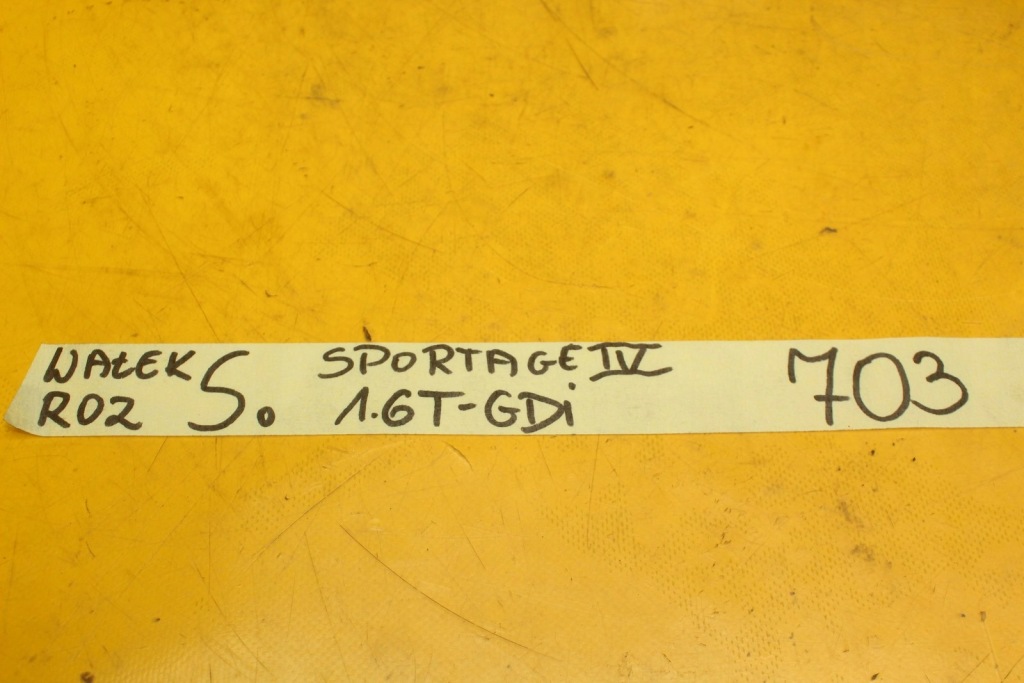 WAŁEK S. SPORTAGE IV 703
ROZ 1.6T-GDi